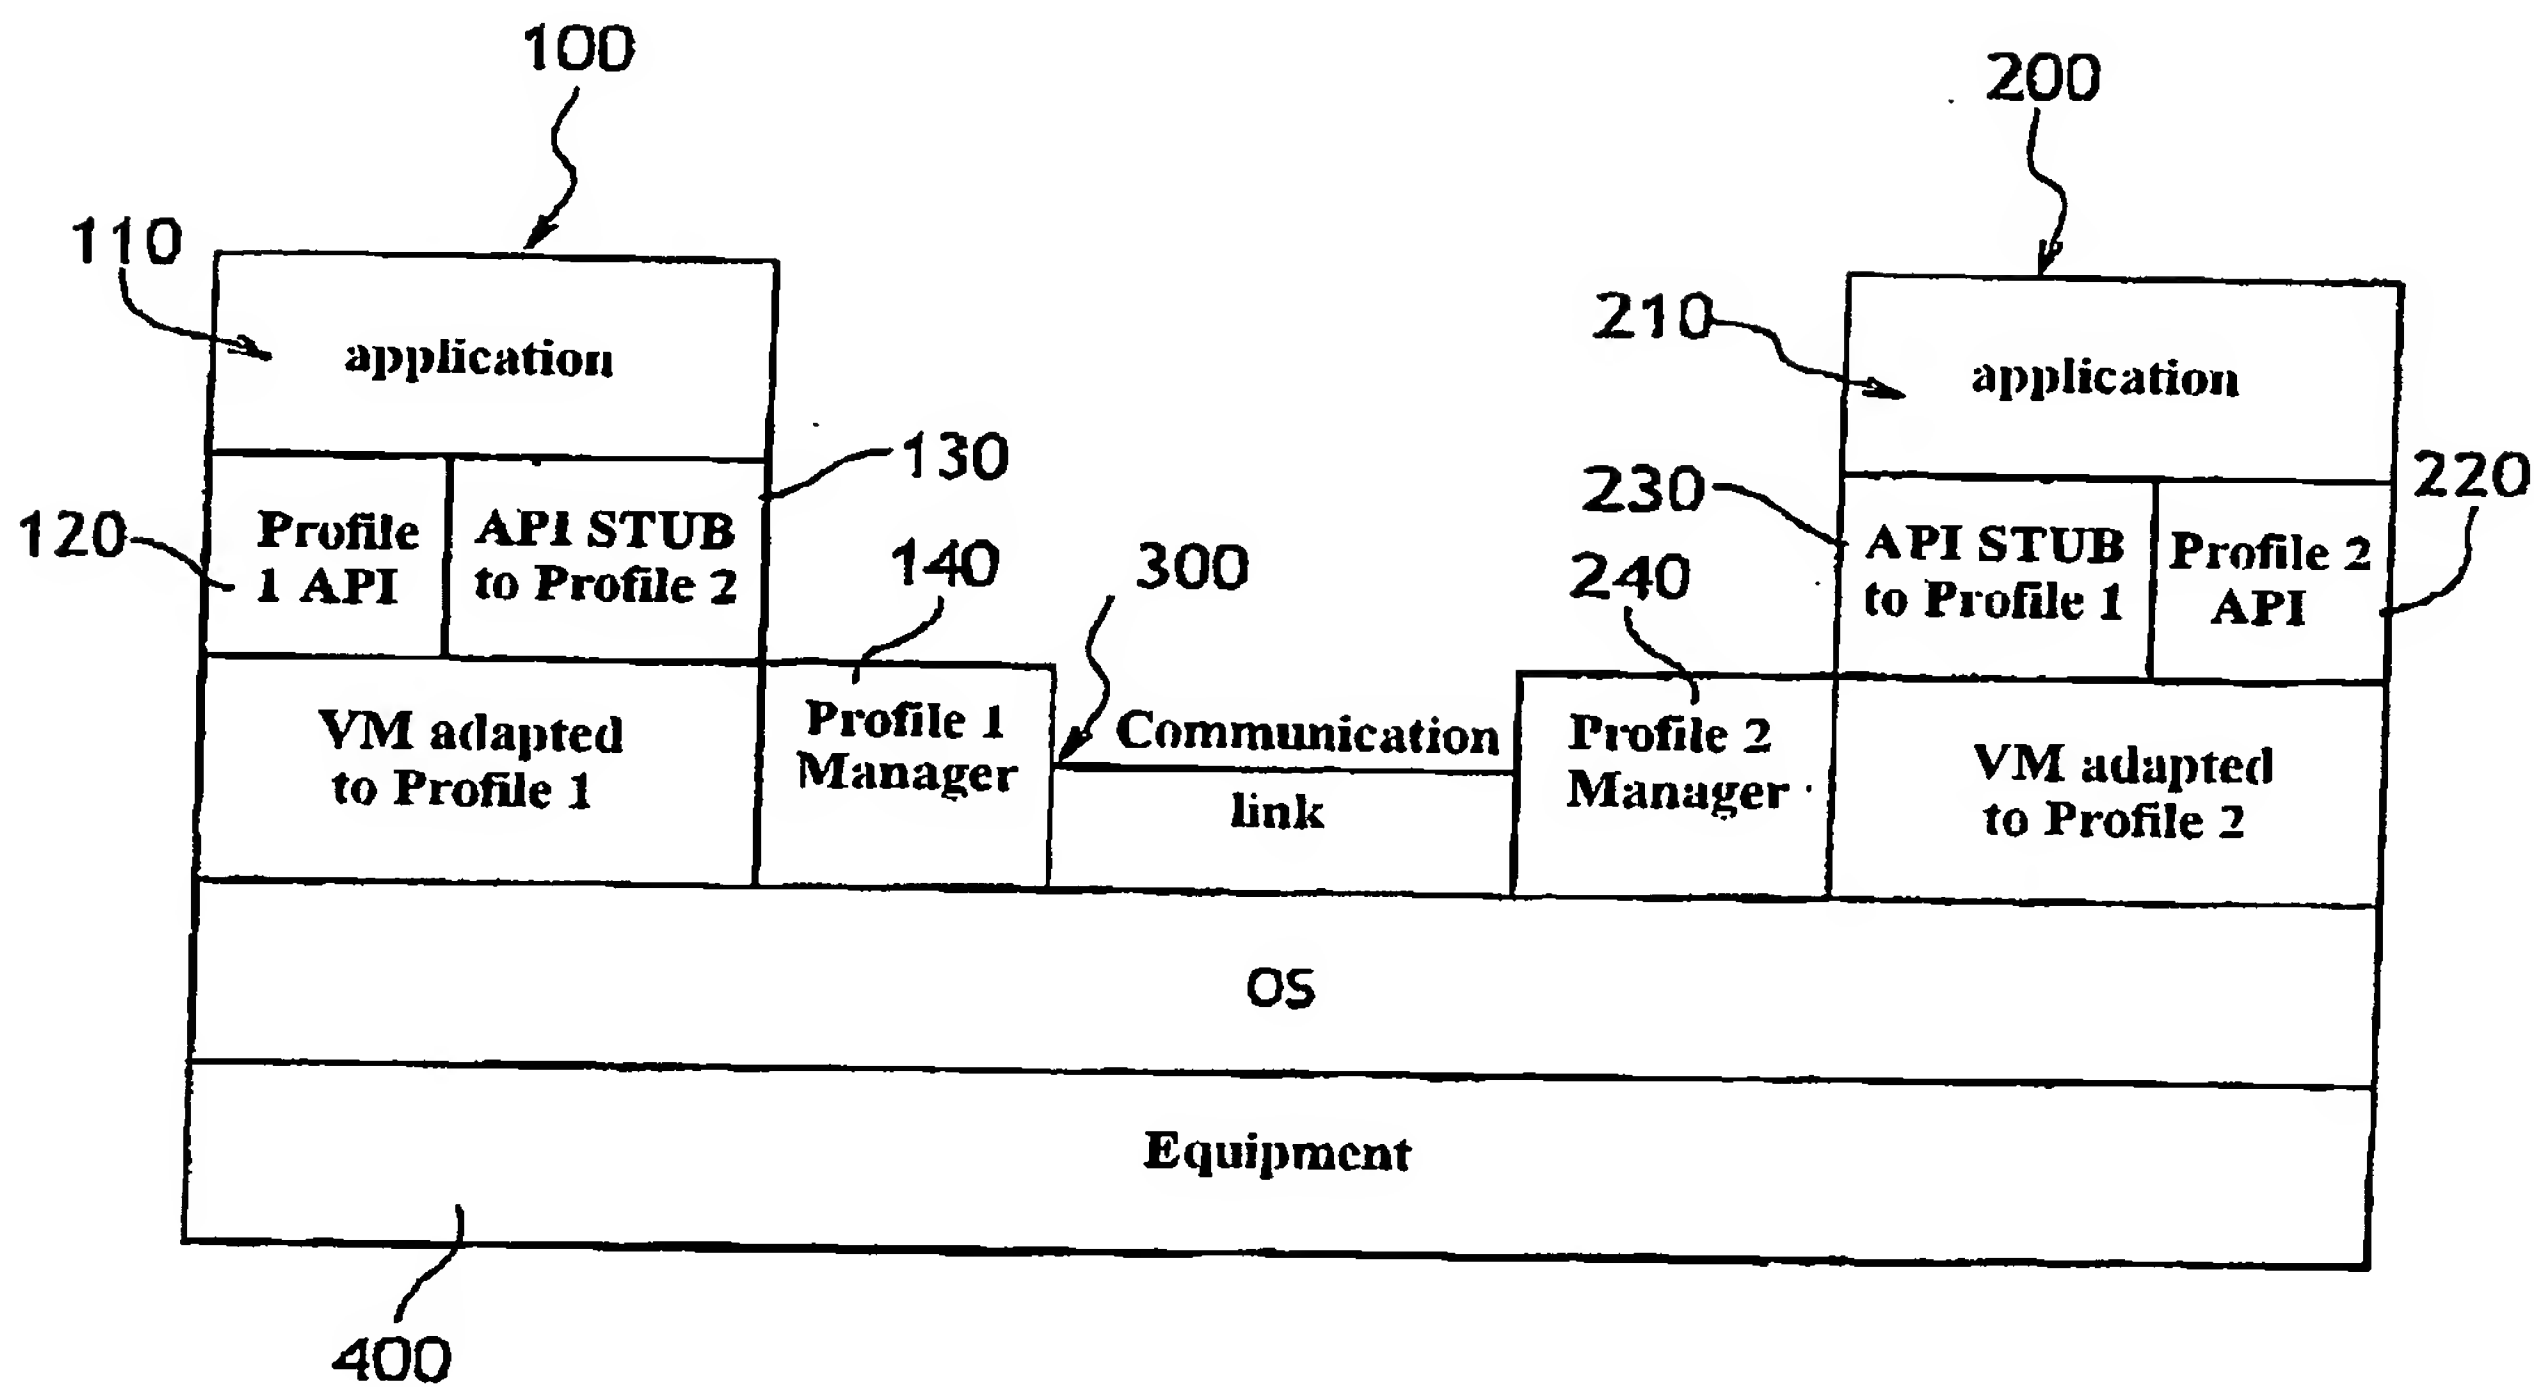 100
200
110
application
210
application
130
120
Profile
1 API
API STUB
to Profile 2
140
300
230
240
API STUB
to Profile 1
Profile 2
API
220
VM adapted
to Profile 1
Profile 1
Manager
Communication
link
Profile 2
Manager
VM adapted
to Profile 2
OS
Equipment
400